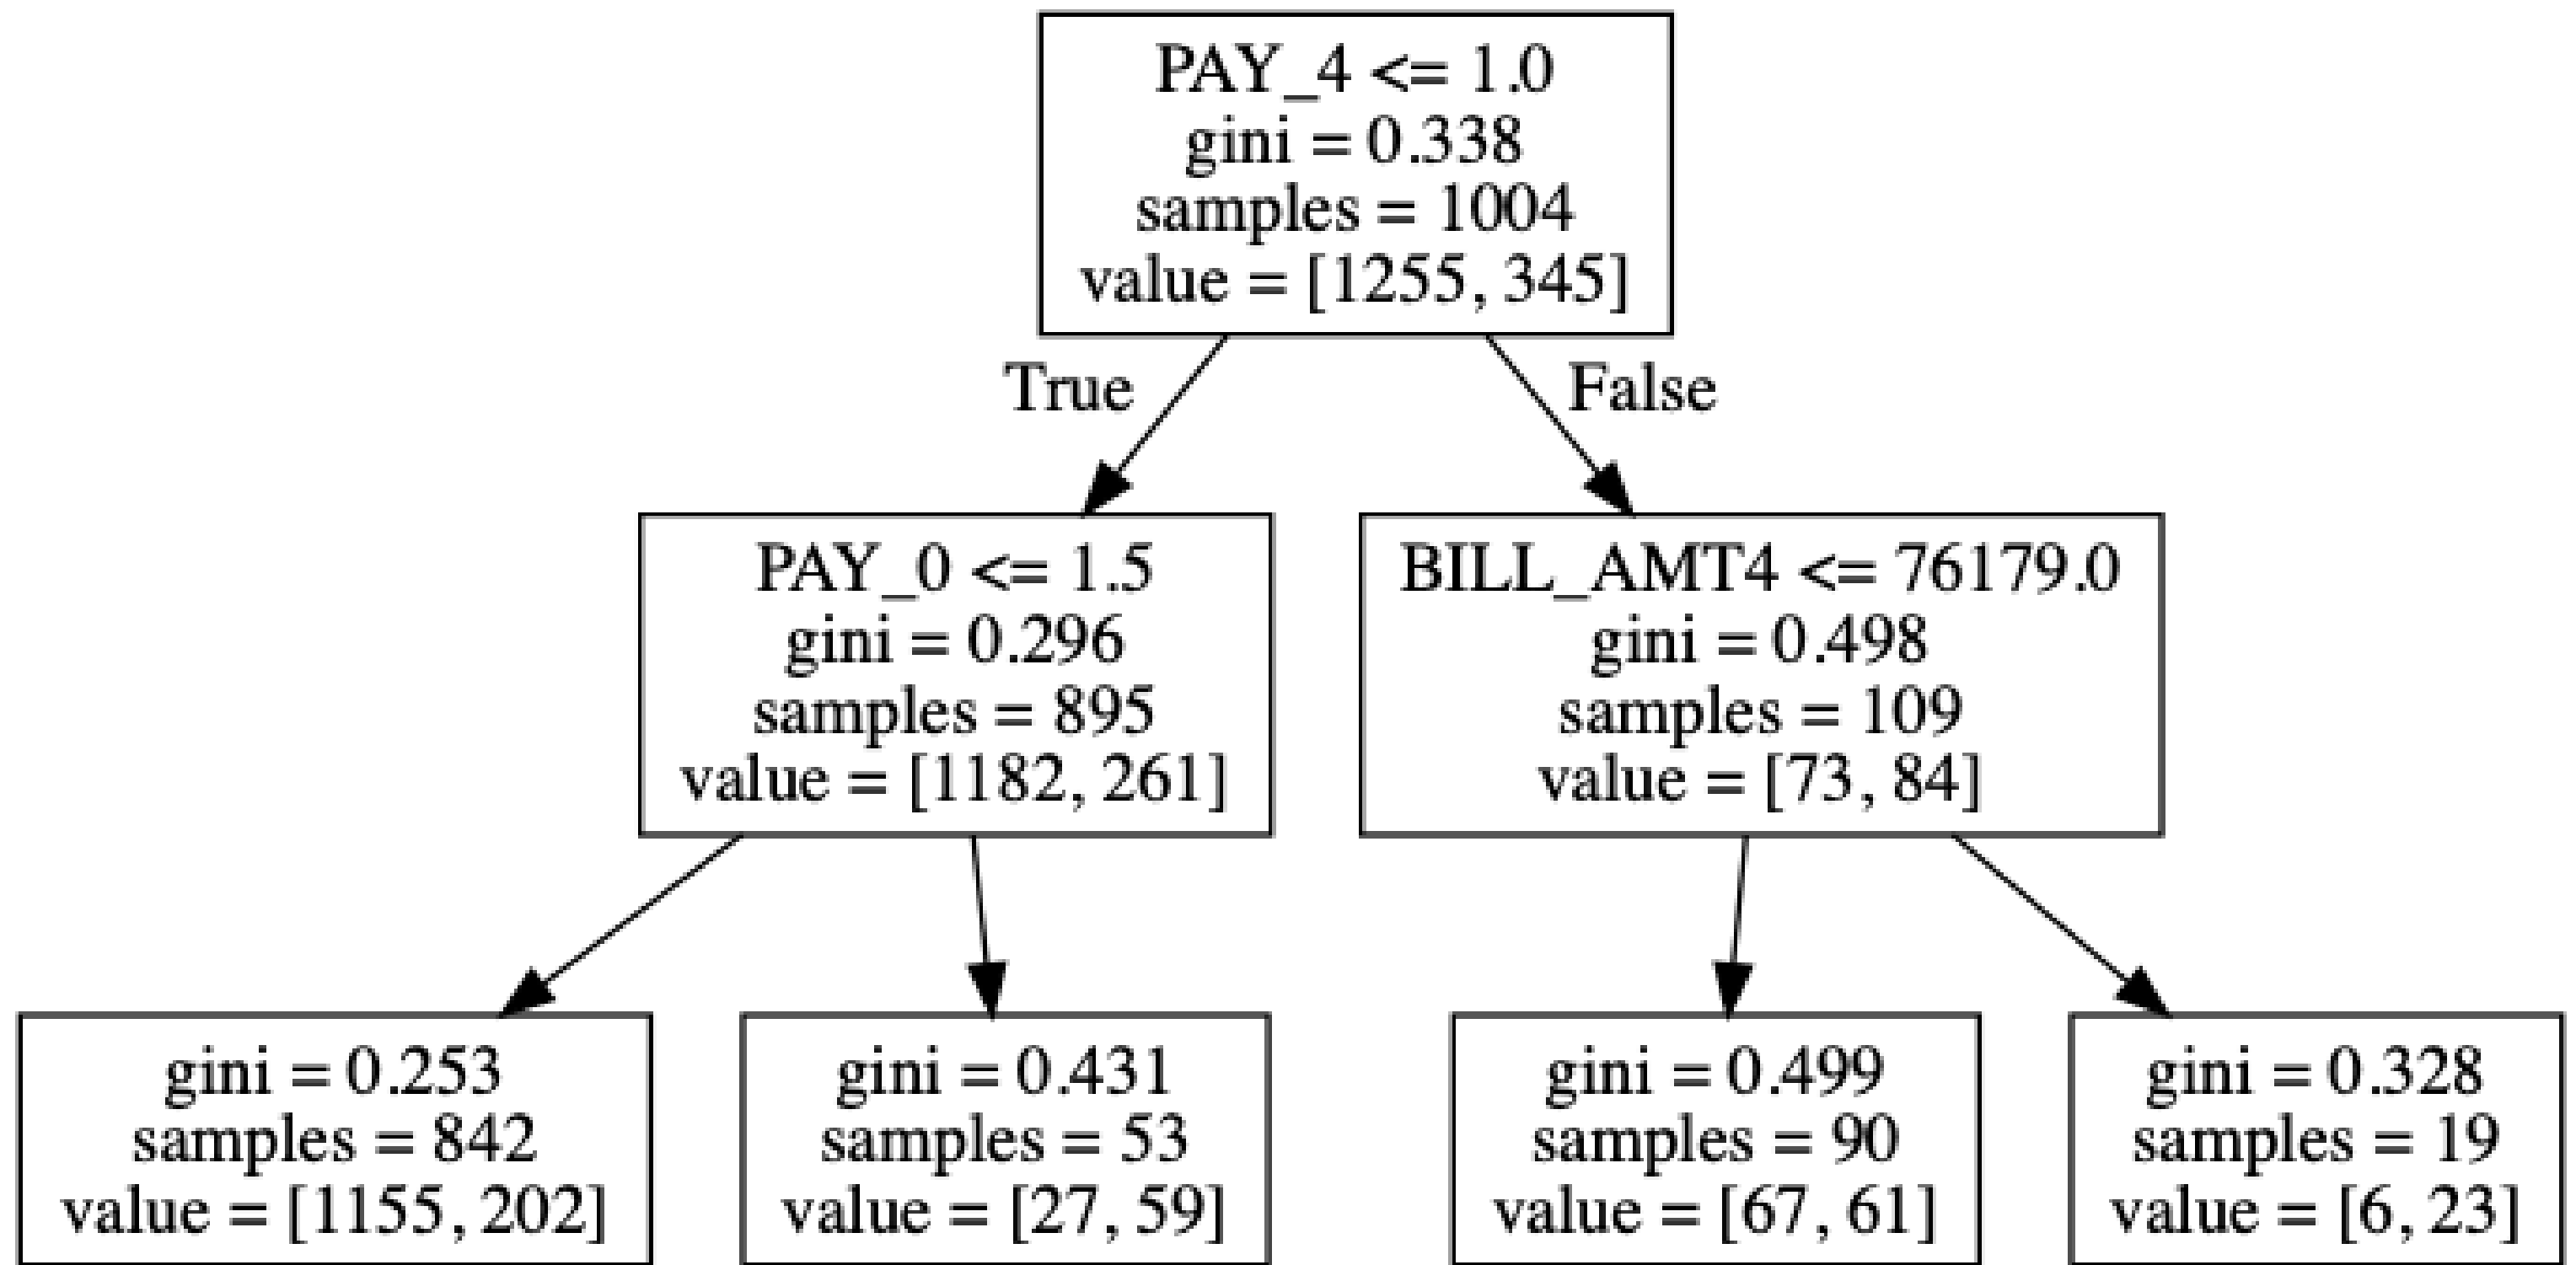 PAY_4 <= 1.0
gini = 0.338
samples = 1004
value = [1255, 345]
True
False
PAY_0 <= 1.5
gini = 0.296
samples = 895
value = [1182, 261]
BILL_AMT4 <= 76179.0
gini = 0.498
samples = 109
value = [73, 84]
gini = 0.253
samples = 842
value = [1155, 202]
gini = 0.431
samples = 53
value = [27, 59]
gini = 0.499
samples = 90
value = [67, 61]
gini = 0.328
samples = 19
value = [6, 23]